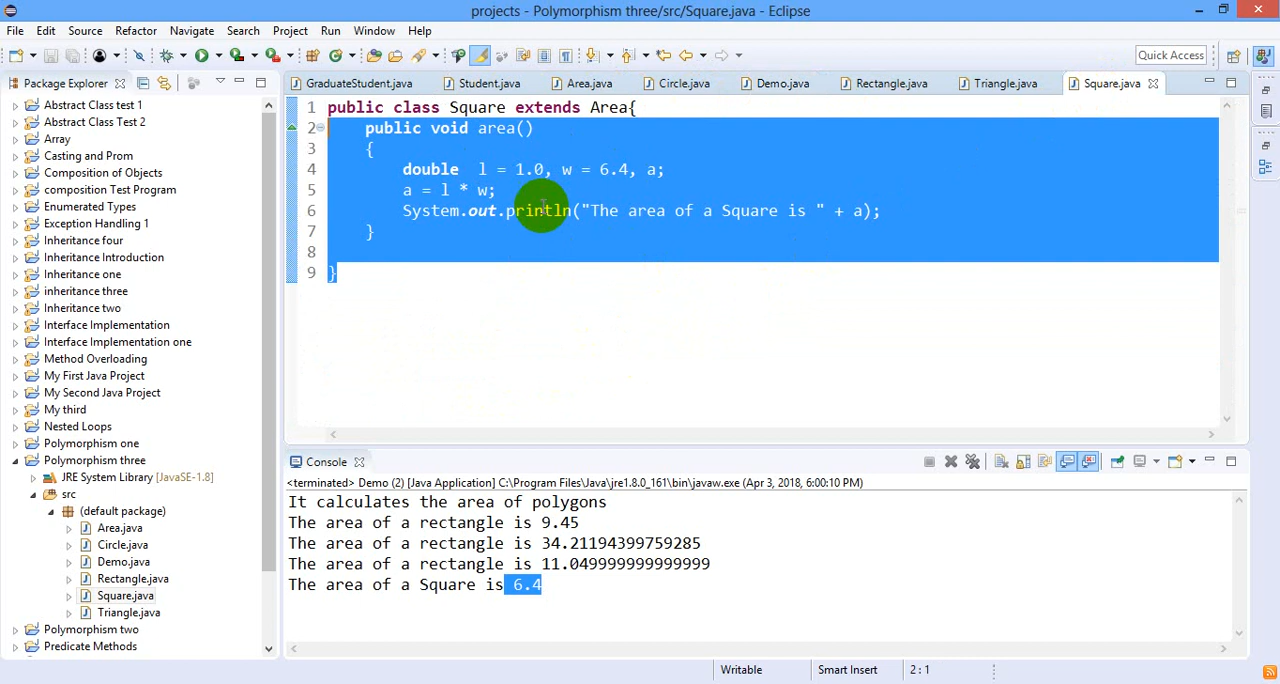 projects - Polymorphism three/src/Square.java - Eclipse
File Edit Source Refactor Navigate Search Project Run Window Help
Quick Access
Package Explorer
GraduateStudent.java Student.java Area.java Circle.java Demo.java Rectangle.java Triangle.java Square.java
Abstract Class test 1
Abstract Class Test 2
Array
Casting and Prom
Composition of Objects
composition Test Program
Enumerated Types
Exception Handling 1
Inheritance four
Inheritance Introduction
Inheritance one
inheritance three
Inheritance two
Interface Implementation
Interface Implementation one
Method Overloading
My First Java Project
My Second Java Project
My third
Nested Loops
Polymorphism one
Polymorphism three
JRE System Library [JavaSE-1.8]
src
(default package)
Area.java
Circle.java
Demo.java
Rectangle.java
Square.java
Triangle.java
Polymorphism two
Predicate Methods
1 public class Square extends Area{
2 public void area()
3 {
4 double l = 1.0, w = 6.4, a;
5 a = l * w;
6 System.out.println("The area of a Square is " + a);
7 }
8
9 }
Console
<terminated> Demo (2) [Java Application] C:\Program Files\Java\jre1.8.0_161\bin\javaw.exe (Apr 3, 2018, 6:00:10 PM)
It calculates the area of polygons
The area of a rectangle is 9.45
The area of a rectangle is 34.21194399759285
The area of a rectangle is 11.049999999999999
The area of a Square is 6.4
Writable Smart Insert 2 : 1